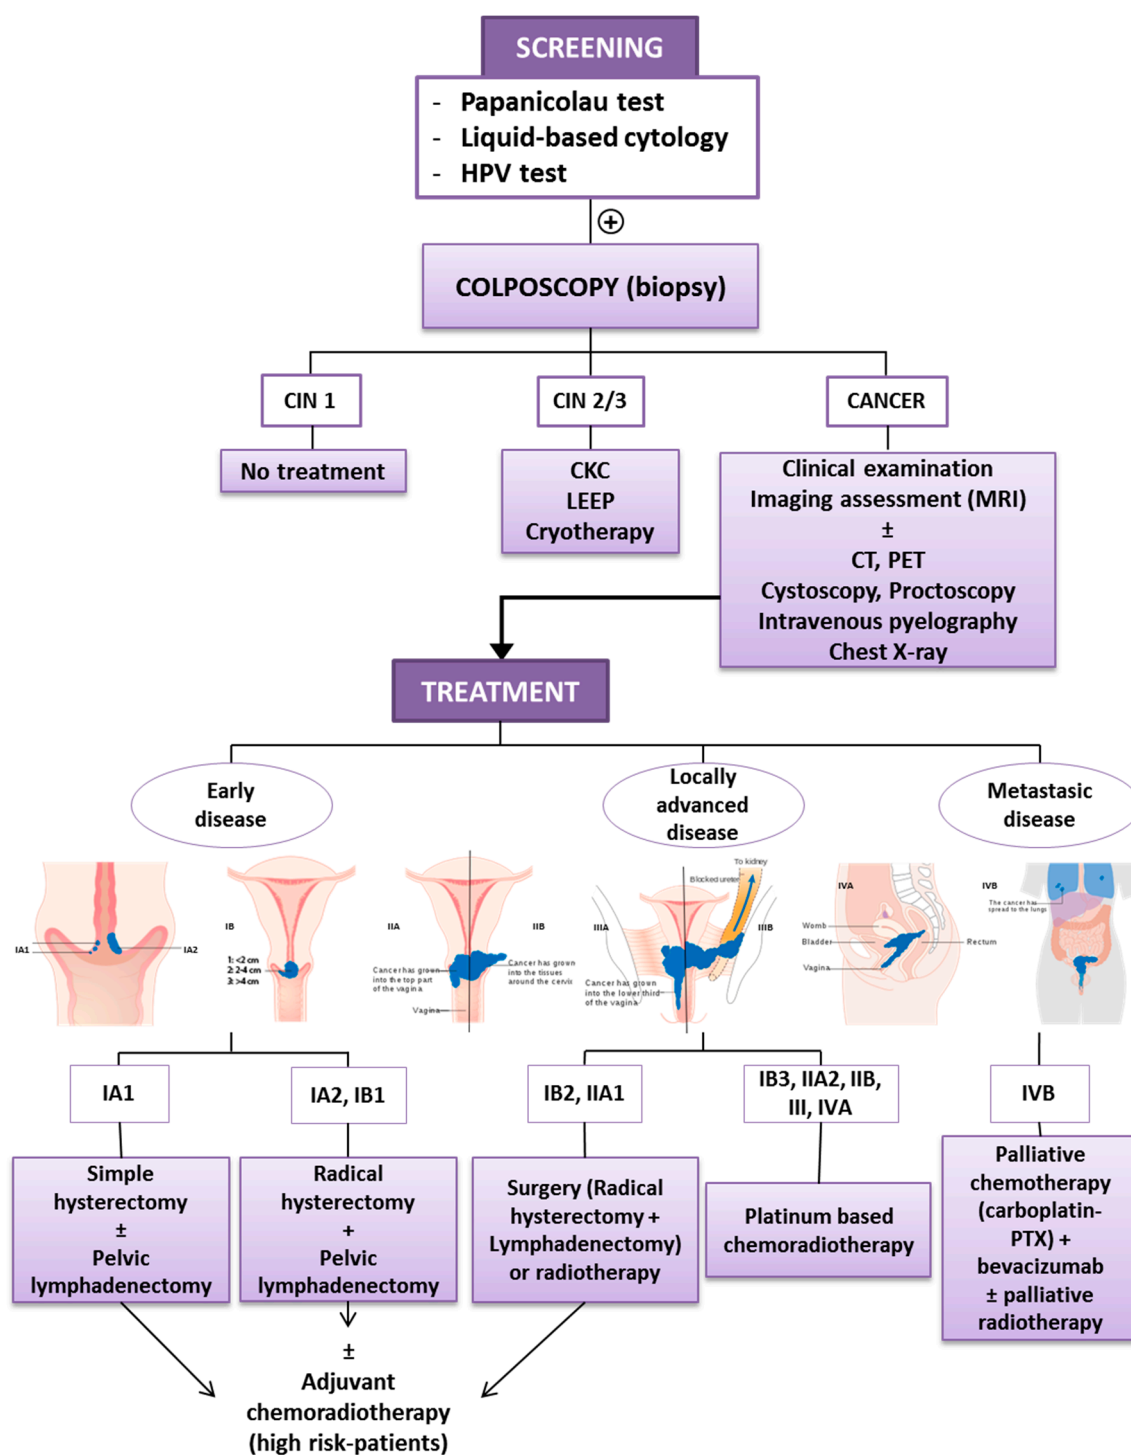 SCREENING
- Papanicolau test
- Liquid-based cytology
- HPV test
+
COLPOSCOPY (biopsy)
CIN 1
CIN 2/3
CANCER
No treatment
CKC
LEEP
Cryotherapy
Clinical examination
Imaging assessment (MRI)
±
CT, PET
Cystoscopy, Proctoscopy
Intravenous pyelography
Chest X-ray
TREATMENT
Early
disease
Locally
advanced
disease
Metastasic
disease
IA1
IA2
IB
1: <2 cm
2: 2-4 cm
3: >4 cm
IIA
IIB
Cancer has grown
into the top part
of the vagina
Cancer has grown
into the tissues
around the cervix
Vagina
To kidney
Blocked ureter
IIIA
IIIB
Cancer has grown
into the lower third
of the vagina
IVA
Womb
Bladder
Rectum
Vagina
IVB
The cancer has
spread to the lungs
IA1
IA2, IB1
IB2, IIA1
IB3, IIA2, IIB,
III, IVA
IVB
Simple
hysterectomy
±
Pelvic
lymphadenectomy
Radical
hysterectomy
+
Pelvic
lymphadenectomy
Surgery (Radical
hysterectomy +
Lymphadenectomy)
or radiotherapy
Platinum based
chemoradiotherapy
Palliative
chemotherapy
(carboplatin-
PTX) +
bevacizumab
± palliative
radiotherapy
±
Adjuvant
chemoradiotherapy
(high risk-patients)